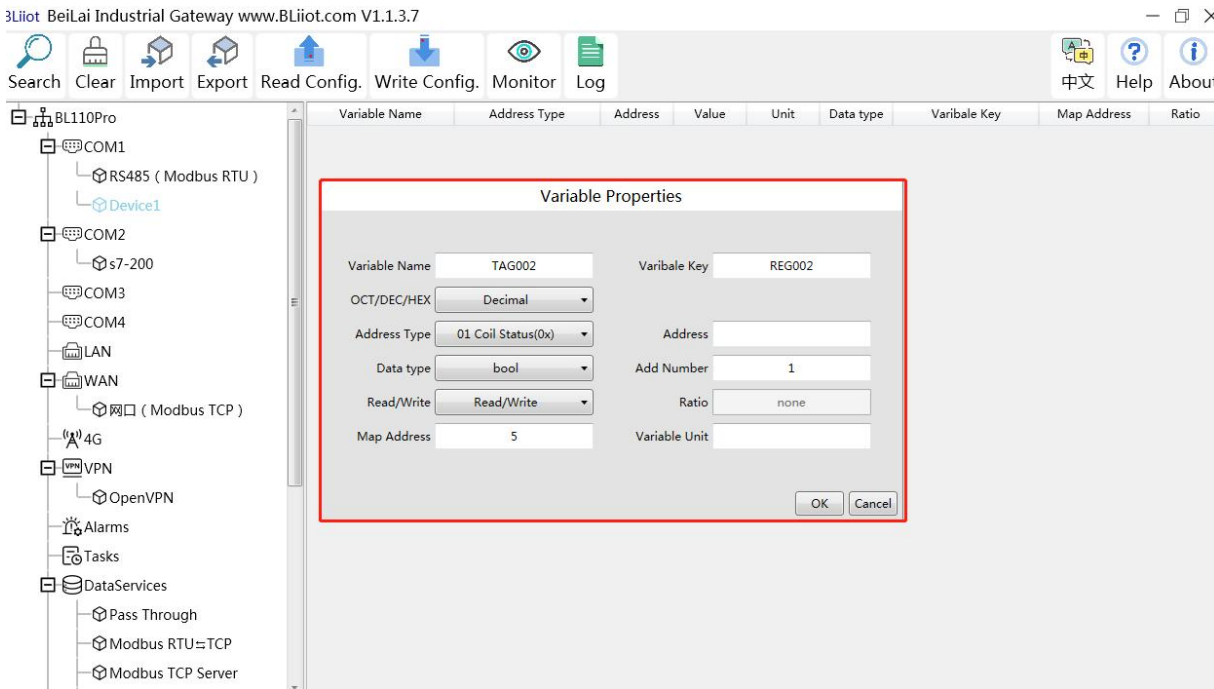 BLiiot BeiLai Industrial Gateway www.BLiiot.com V1.1.3.7
Search Clear Import Export Read Config. Write Config. Monitor Log 中文 Help About
BL110Pro
COM1
RS485 ( Modbus RTU )
Device1
COM2
s7-200
COM3
COM4
LAN
WAN
网口 ( Modbus TCP )
4G
VPN
VPN
OpenVPN
Alarms
Tasks
DataServices
Pass Through
Modbus RTU⇆TCP
Modbus TCP Server
Variable Name Address Type Address Value Unit Data type Varibale Key Map Address Ratio
Variable Properties
Variable Name TAG002 Varibale Key REG002
OCT/DEC/HEX Decimal
Address Type 01 Coil Status(0x) Address
Data type bool Add Number 1
Read/Write Read/Write Ratio none
Map Address 5 Variable Unit
OK Cancel